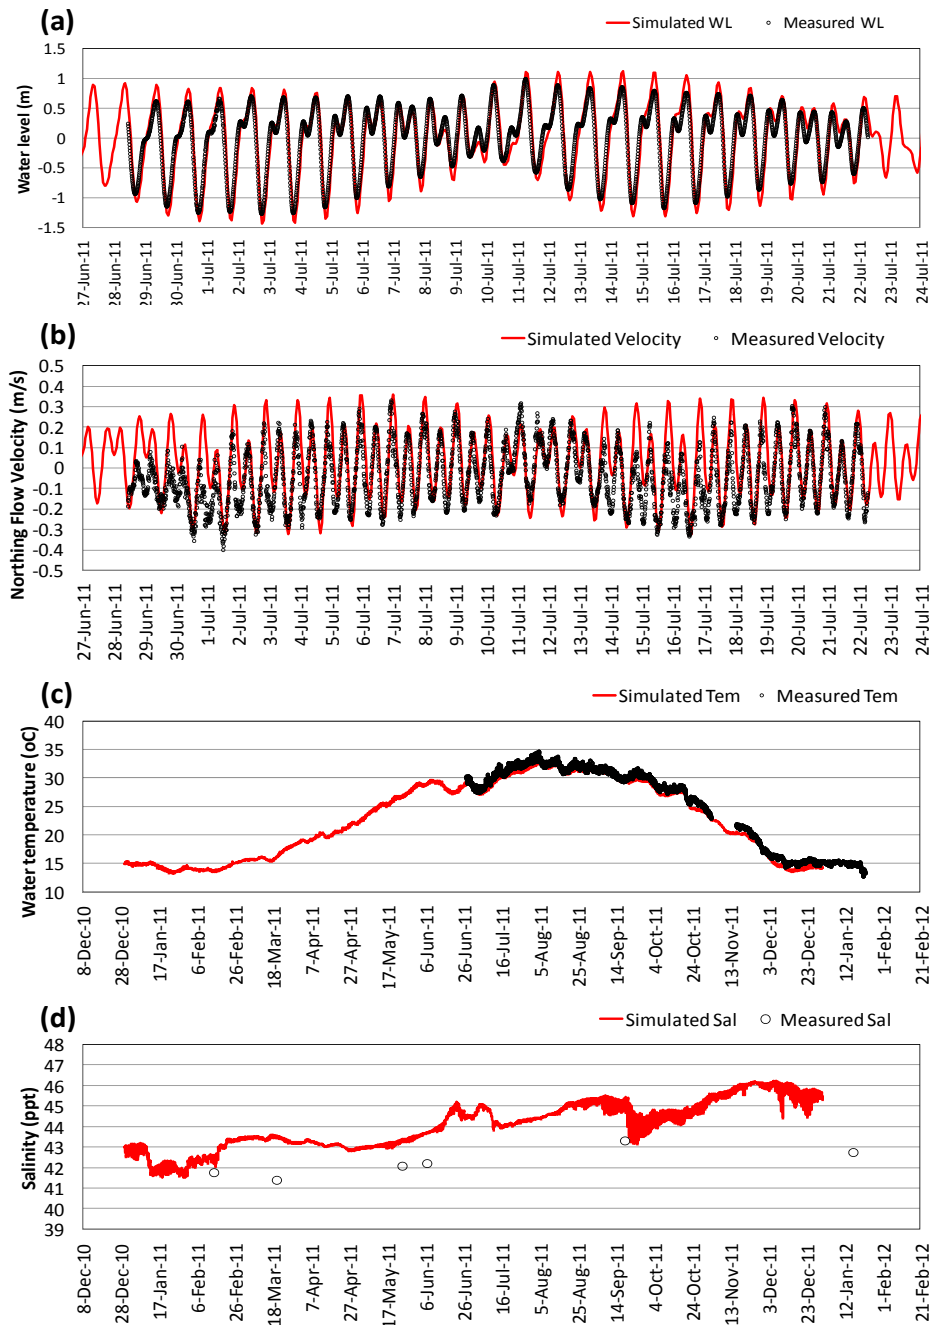 (a)
Simulated WL Measured WL
Water level (m)
1.5
1
0.5
0
-0.5
-1
-1.5
27-Jun-11 28-Jun-11 29-Jun-11 30-Jun-11 1-Jul-11 2-Jul-11 3-Jul-11 4-Jul-11 5-Jul-11 6-Jul-11 7-Jul-11 8-Jul-11 9-Jul-11 10-Jul-11 11-Jul-11 12-Jul-11 13-Jul-11 14-Jul-11 15-Jul-11 16-Jul-11 17-Jul-11 18-Jul-11 19-Jul-11 20-Jul-11 21-Jul-11 22-Jul-11 23-Jul-11 24-Jul-11
(b)
Simulated Velocity Measured Velocity
Northing Flow Velocity (m/s)
0.5
0.4
0.3
0.2
0.1
0
-0.1
-0.2
-0.3
-0.4
-0.5
27-Jun-11 28-Jun-11 29-Jun-11 30-Jun-11 1-Jul-11 2-Jul-11 3-Jul-11 4-Jul-11 5-Jul-11 6-Jul-11 7-Jul-11 8-Jul-11 9-Jul-11 10-Jul-11 11-Jul-11 12-Jul-11 13-Jul-11 14-Jul-11 15-Jul-11 16-Jul-11 17-Jul-11 18-Jul-11 19-Jul-11 20-Jul-11 21-Jul-11 22-Jul-11 23-Jul-11 24-Jul-11
(c)
Simulated Tem Measured Tem
Water temperature (oC)
40
35
30
25
20
15
10
8-Dec-10 28-Dec-10 17-Jan-11 6-Feb-11 26-Feb-11 18-Mar-11 7-Apr-11 27-Apr-11 17-May-11 6-Jun-11 26-Jun-11 16-Jul-11 5-Aug-11 25-Aug-11 14-Sep-11 4-Oct-11 24-Oct-11 13-Nov-11 3-Dec-11 23-Dec-11 12-Jan-12 1-Feb-12 21-Feb-12
(d)
Simulated Sal Measured Sal
Salinity (ppt)
48
47
46
45
44
43
42
41
40
39
8-Dec-10 28-Dec-10 17-Jan-11 6-Feb-11 26-Feb-11 18-Mar-11 7-Apr-11 27-Apr-11 17-May-11 6-Jun-11 26-Jun-11 16-Jul-11 5-Aug-11 25-Aug-11 14-Sep-11 4-Oct-11 24-Oct-11 13-Nov-11 3-Dec-11 23-Dec-11 12-Jan-12 1-Feb-12 21-Feb-12